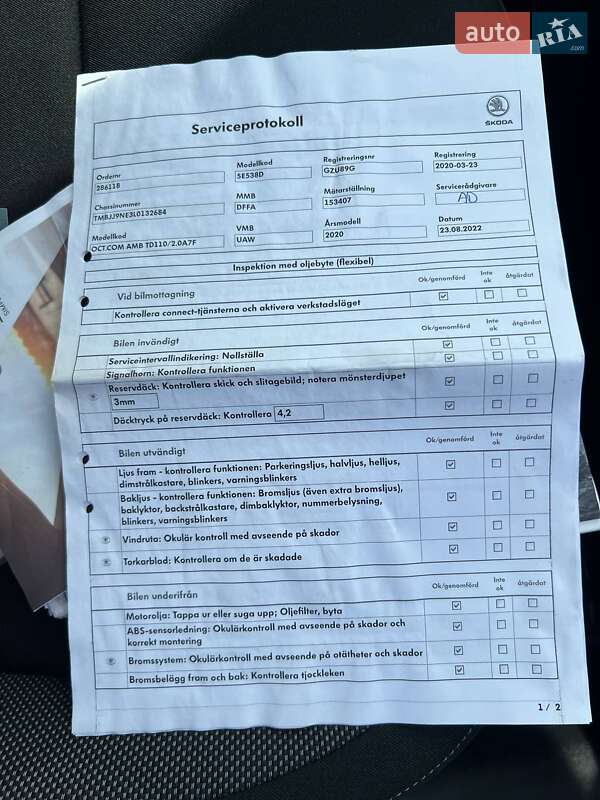 auto RIA .com
Serviceprotokoll
ŠKODA
Ordernr
286118
Modellkod
5E538D
Registreringsnr
GZU89G
Registrering
2020-03-23
Chassinummer
TMBJJ9NE3L0132684
MMB
DFFA
Mätarställning
153407
Servicerådgivare
AD
Modellkod
OCT.COM AMB TD110/2.0A7F
VMB
UAW
Årsmodell
2020
Datum
23.08.2022
Inspektion med oljebyte (flexibel)
Vid bilmottagning
Ok/genomförd
Inte ok
åtgärdat
Kontrollera connect-tjänsterna och aktivera verkstadsläget
Bilen invändigt
Ok/genomförd
Inte ok
åtgärdat
Serviceintervallindikering: Nollställa
Signalhorn: Kontrollera funktionen
Reservdäck: Kontrollera skick och slitagebild; notera mönsterdjupet
3mm
Däcktryck på reservdäck: Kontrollera 4,2
Bilen utvändigt
Ok/genomförd
Inte ok
åtgärdat
Ljus fram - kontrollera funktionen: Parkeringsljus, halvljus, helljus,
dimstrålkastare, blinkers, varningsblinkers
Bakljus - kontrollera funktionen: Bromsljus (även extra bromsljus),
baklyktor, backstrålkastare, dimbaklyktor, nummerbelysning,
blinkers, varningsblinkers
Vindruta: Okulär kontroll med avseende på skador
Torkarblad: Kontrollera om de är skadade
Bilen underifrån
Ok/genomförd
Inte ok
åtgärdat
Motorolja: Tappa ur eller suga upp; Oljefilter, byta
ABS-sensorledning: Okulärkontroll med avseende på skador och
korrekt montering
Bromssystem: Okulärkontroll med avseende på otätheter och skador
Bromsbelägg fram och bak: Kontrollera tjockleken
1 / 2